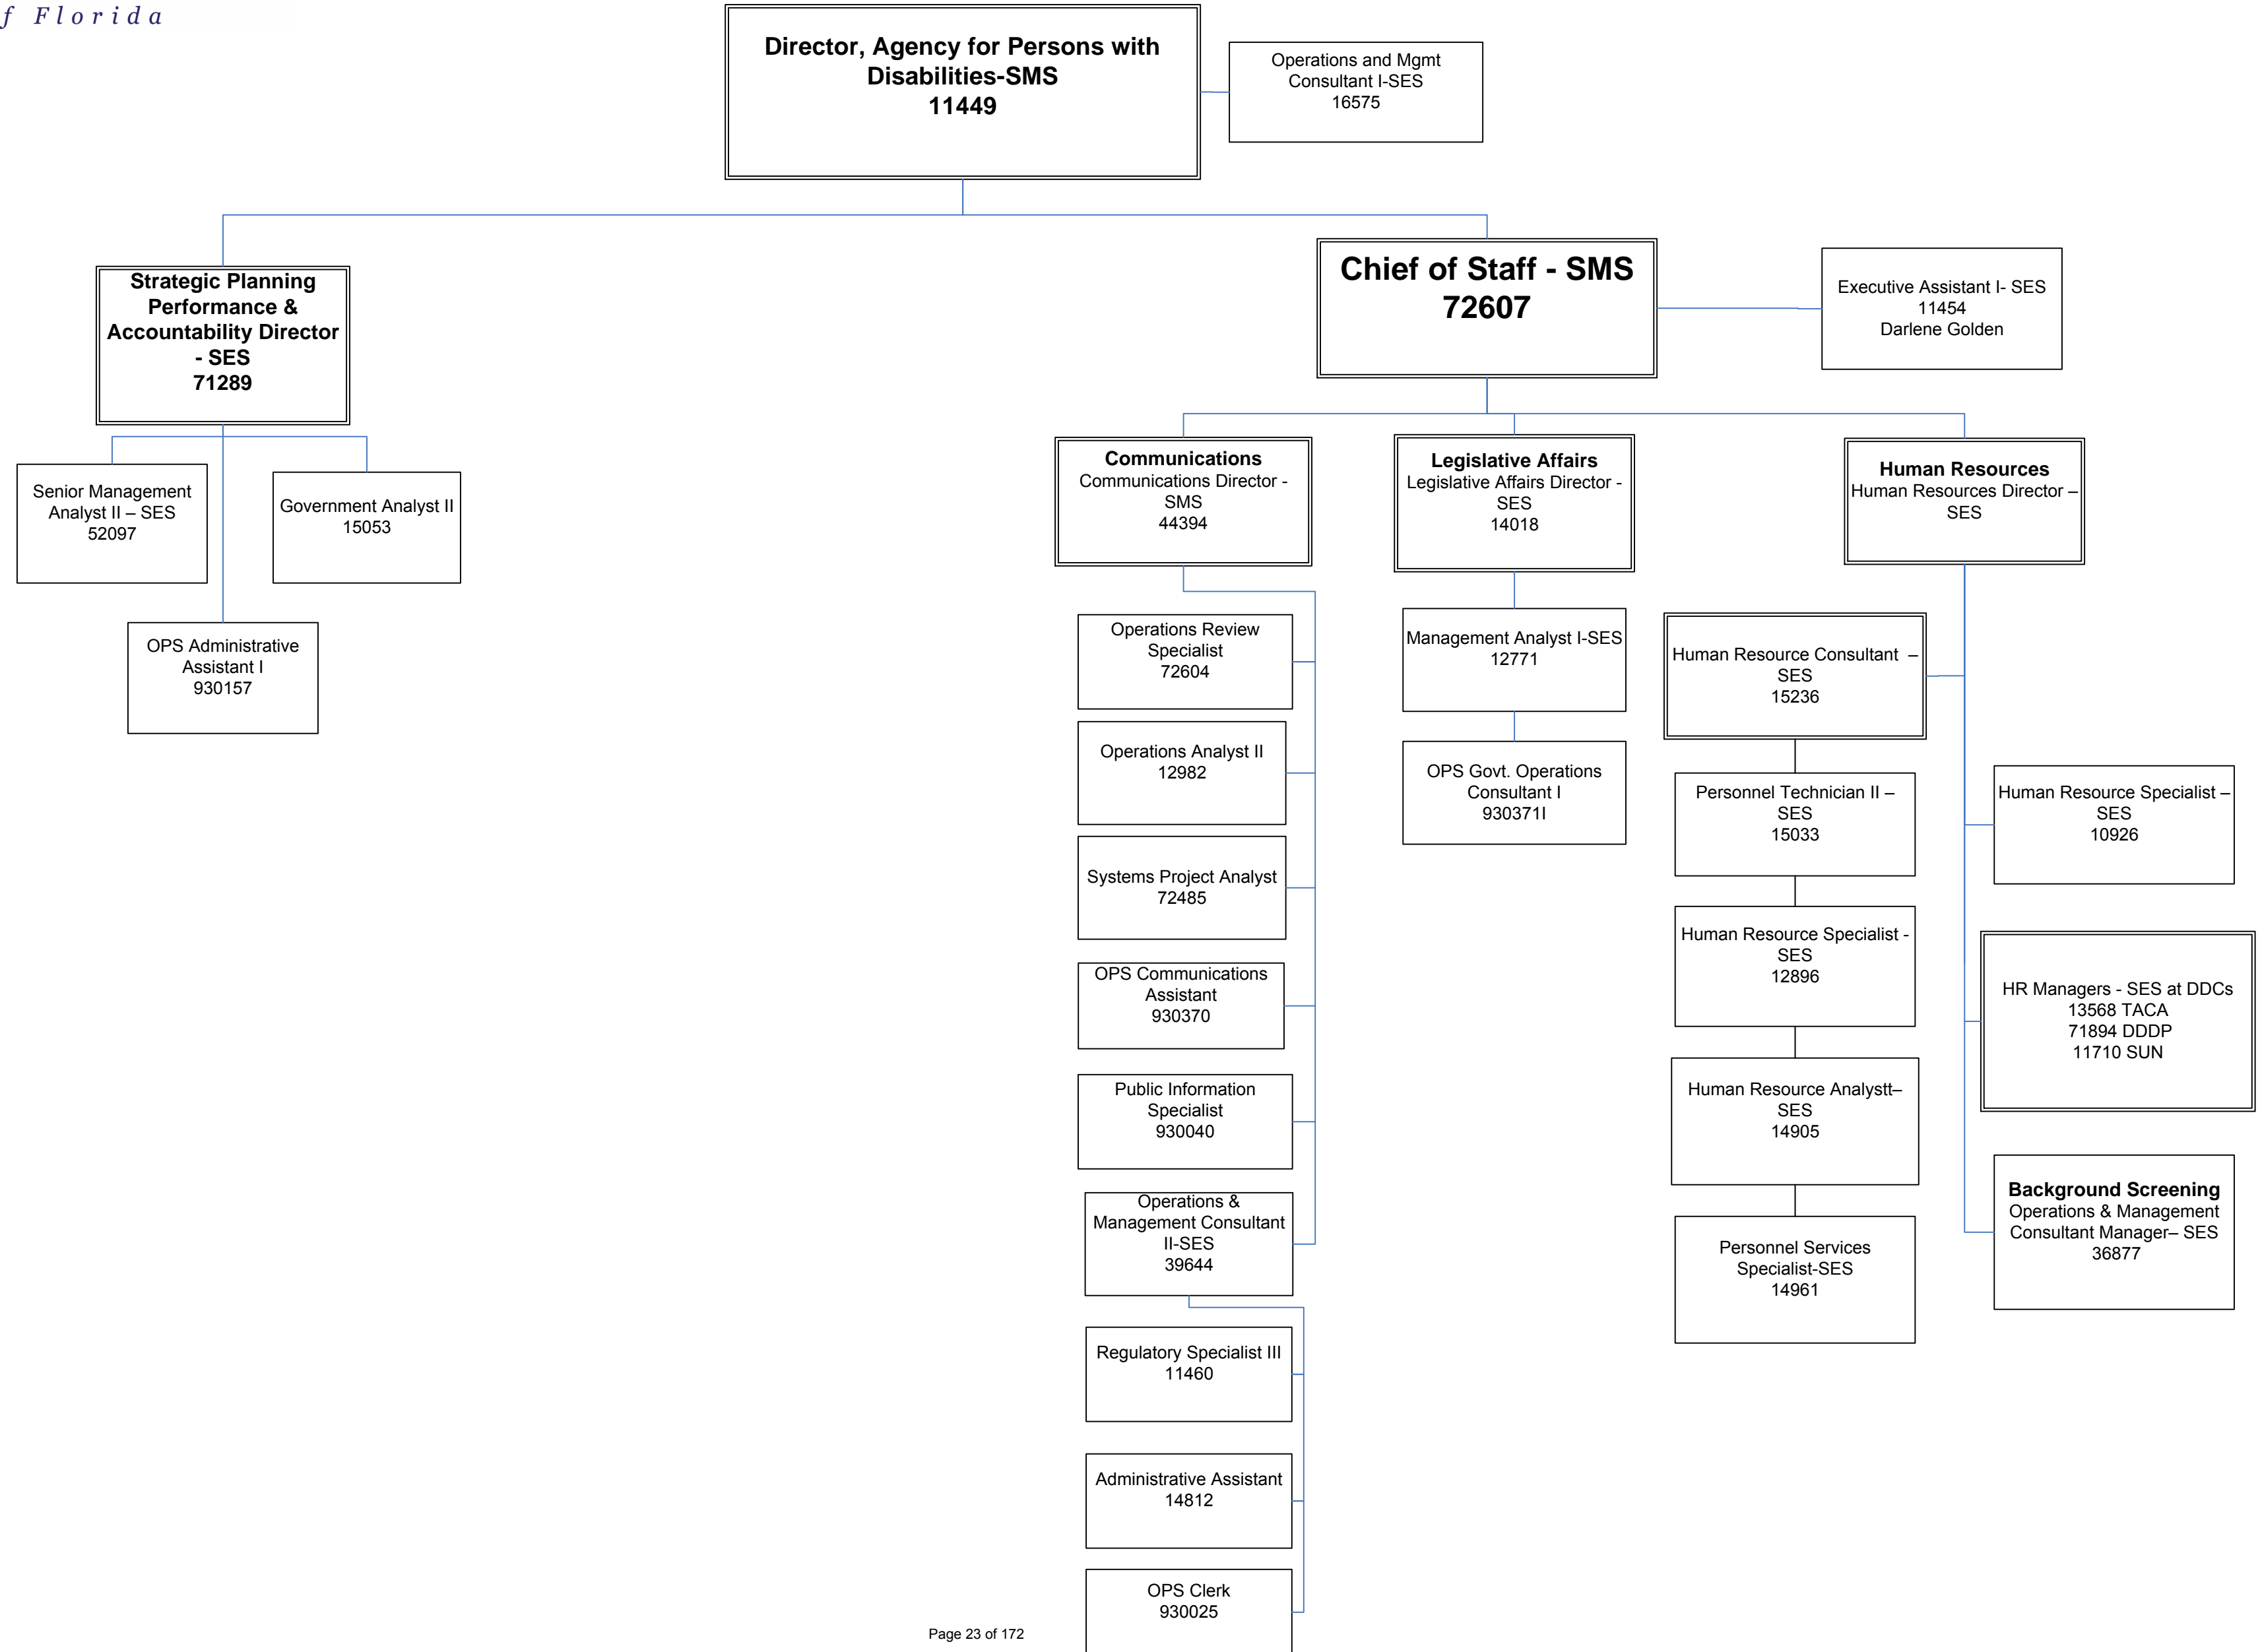 f Florida
Director, Agency for Persons with
Disabilities-SMS
11449
Operations and Mgmt
Consultant I-SES
16575
Strategic Planning
Performance &
Accountability Director
- SES
71289
Chief of Staff - SMS
72607
Executive Assistant I- SES
11454
Darlene Golden
Senior Management
Analyst II – SES
52097
Government Analyst II
15053
OPS Administrative
Assistant I
930157
Communications
Communications Director -
SMS
44394
Legislative Affairs
Legislative Affairs Director -
SES
14018
Human Resources
Human Resources Director –
SES
Operations Review
Specialist
72604
Operations Analyst II
12982
Systems Project Analyst
72485
OPS Communications
Assistant
930370
Public Information
Specialist
930040
Operations &
Management Consultant
II-SES
39644
Regulatory Specialist III
11460
Administrative Assistant
14812
OPS Clerk
930025
Management Analyst I-SES
12771
OPS Govt. Operations
Consultant I
930371I
Human Resource Consultant –
SES
15236
Personnel Technician II –
SES
15033
Human Resource Specialist -
SES
12896
Human Resource Analystt–
SES
14905
Personnel Services
Specialist-SES
14961
Human Resource Specialist –
SES
10926
HR Managers - SES at DDCs
13568 TACA
71894 DDDP
11710 SUN
Background Screening
Operations & Management
Consultant Manager– SES
36877
Page 23 of 172